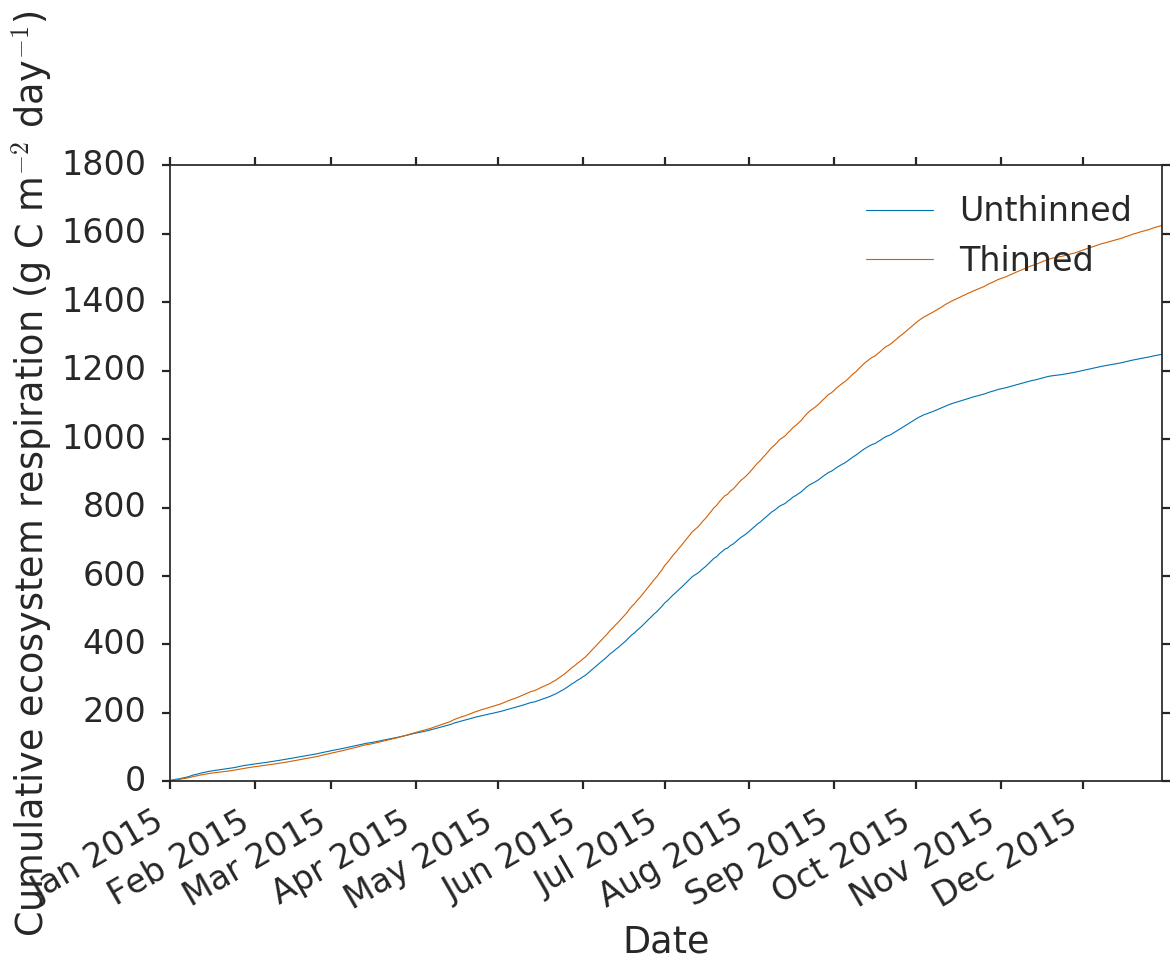 Cumulative ecosystem respiration (g C m⁻² day⁻¹)
1800
1600
1400
1200
1000
800
600
400
200
0
Unthinned
Thinned
Jan 2015
Feb 2015
Mar 2015
Apr 2015
May 2015
Jun 2015
Jul 2015
Aug 2015
Sep 2015
Oct 2015
Nov 2015
Dec 2015
Date